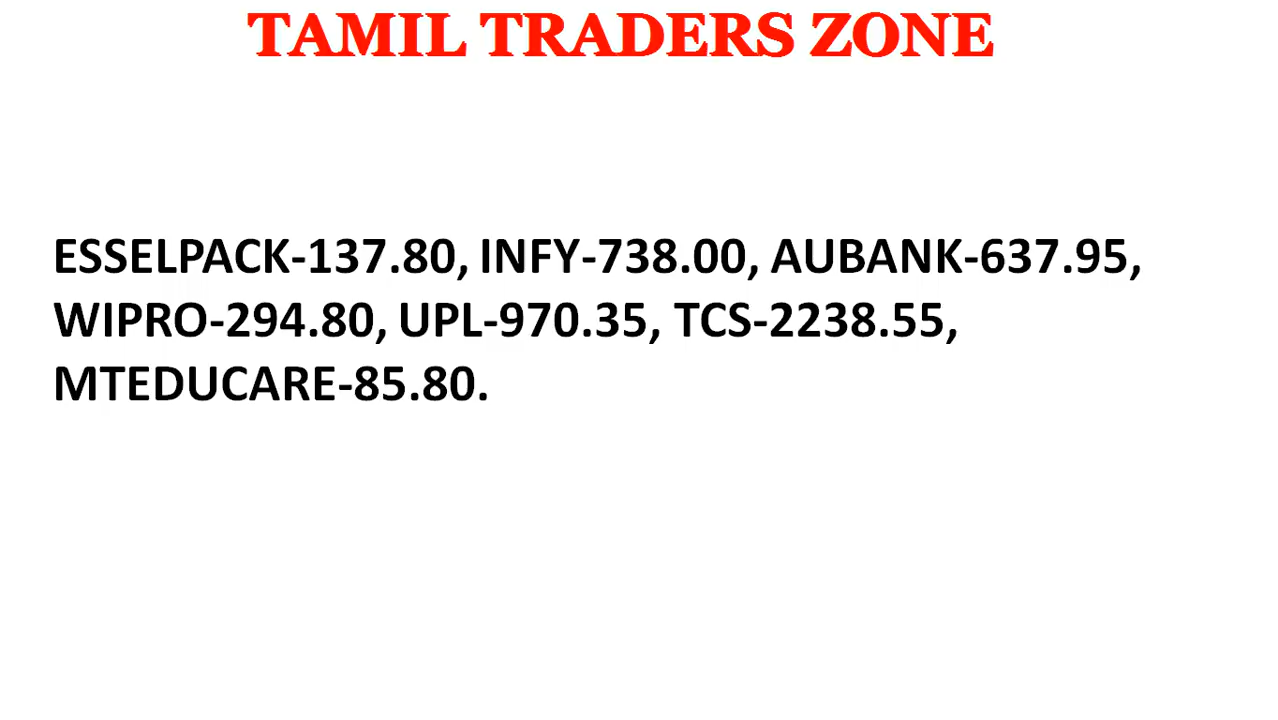 TAMIL TRADERS ZONE
ESSELPACK-137.80, INFY-738.00, AUBANK-637.95,
WIPRO-294.80, UPL-970.35, TCS-2238.55,
MTEDUCARE-85.80.